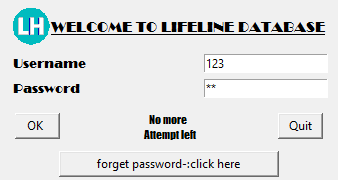 LH WELCOME TO LIFELINE DATABASE
Username 123
Password **
OK No more Quit
Attempt left
forget password-:click here